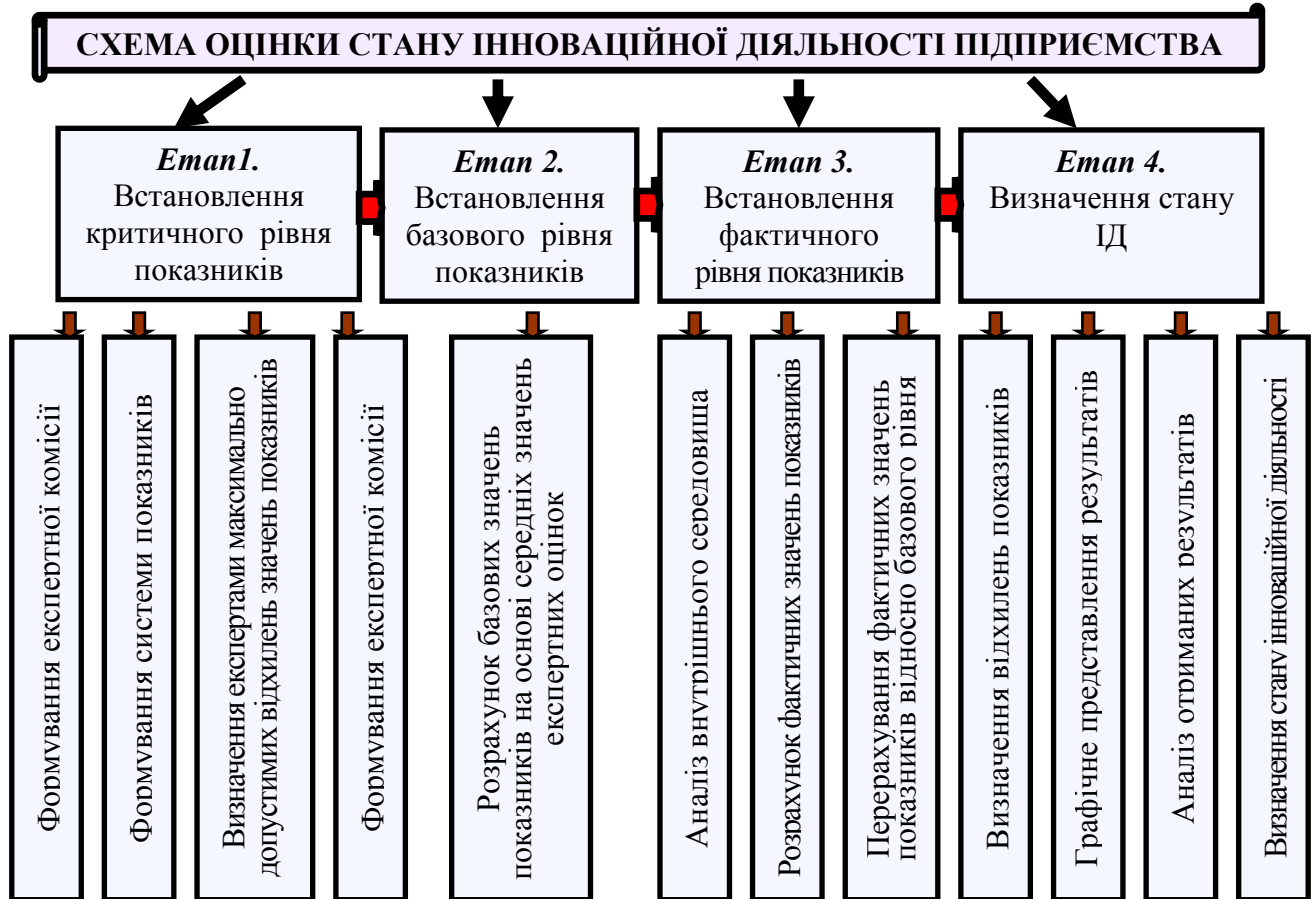 СХЕМА ОЦІНКИ СТАНУ ІННОВАЦІЙНОЇ ДІЯЛЬНОСТІ ПІДПРИЄМСТВА
Етап1.
Встановлення
критичного рівня
показників
Етап 2.
Встановлення
базового рівня
показників
Етап 3.
Встановлення
фактичного
рівня показників
Етап 4.
Визначення стану
ІД
Формування експертної комісії
Формування системи показників
Визначення експертами максимально
допустимих відхилень значень показників
Формування експертної комісії
Розрахунок базових значень
показників на основі середніх значень
експертних оцінок
Аналіз внутрішнього середовища
Розрахунок фактичних значень показників
Перерахування фактичних значень
показників відносно базового рівня
Визначення відхилень показників
Графічне представлення результатів
Аналіз отриманих результатів
Визначення стану інноваційної діяльності